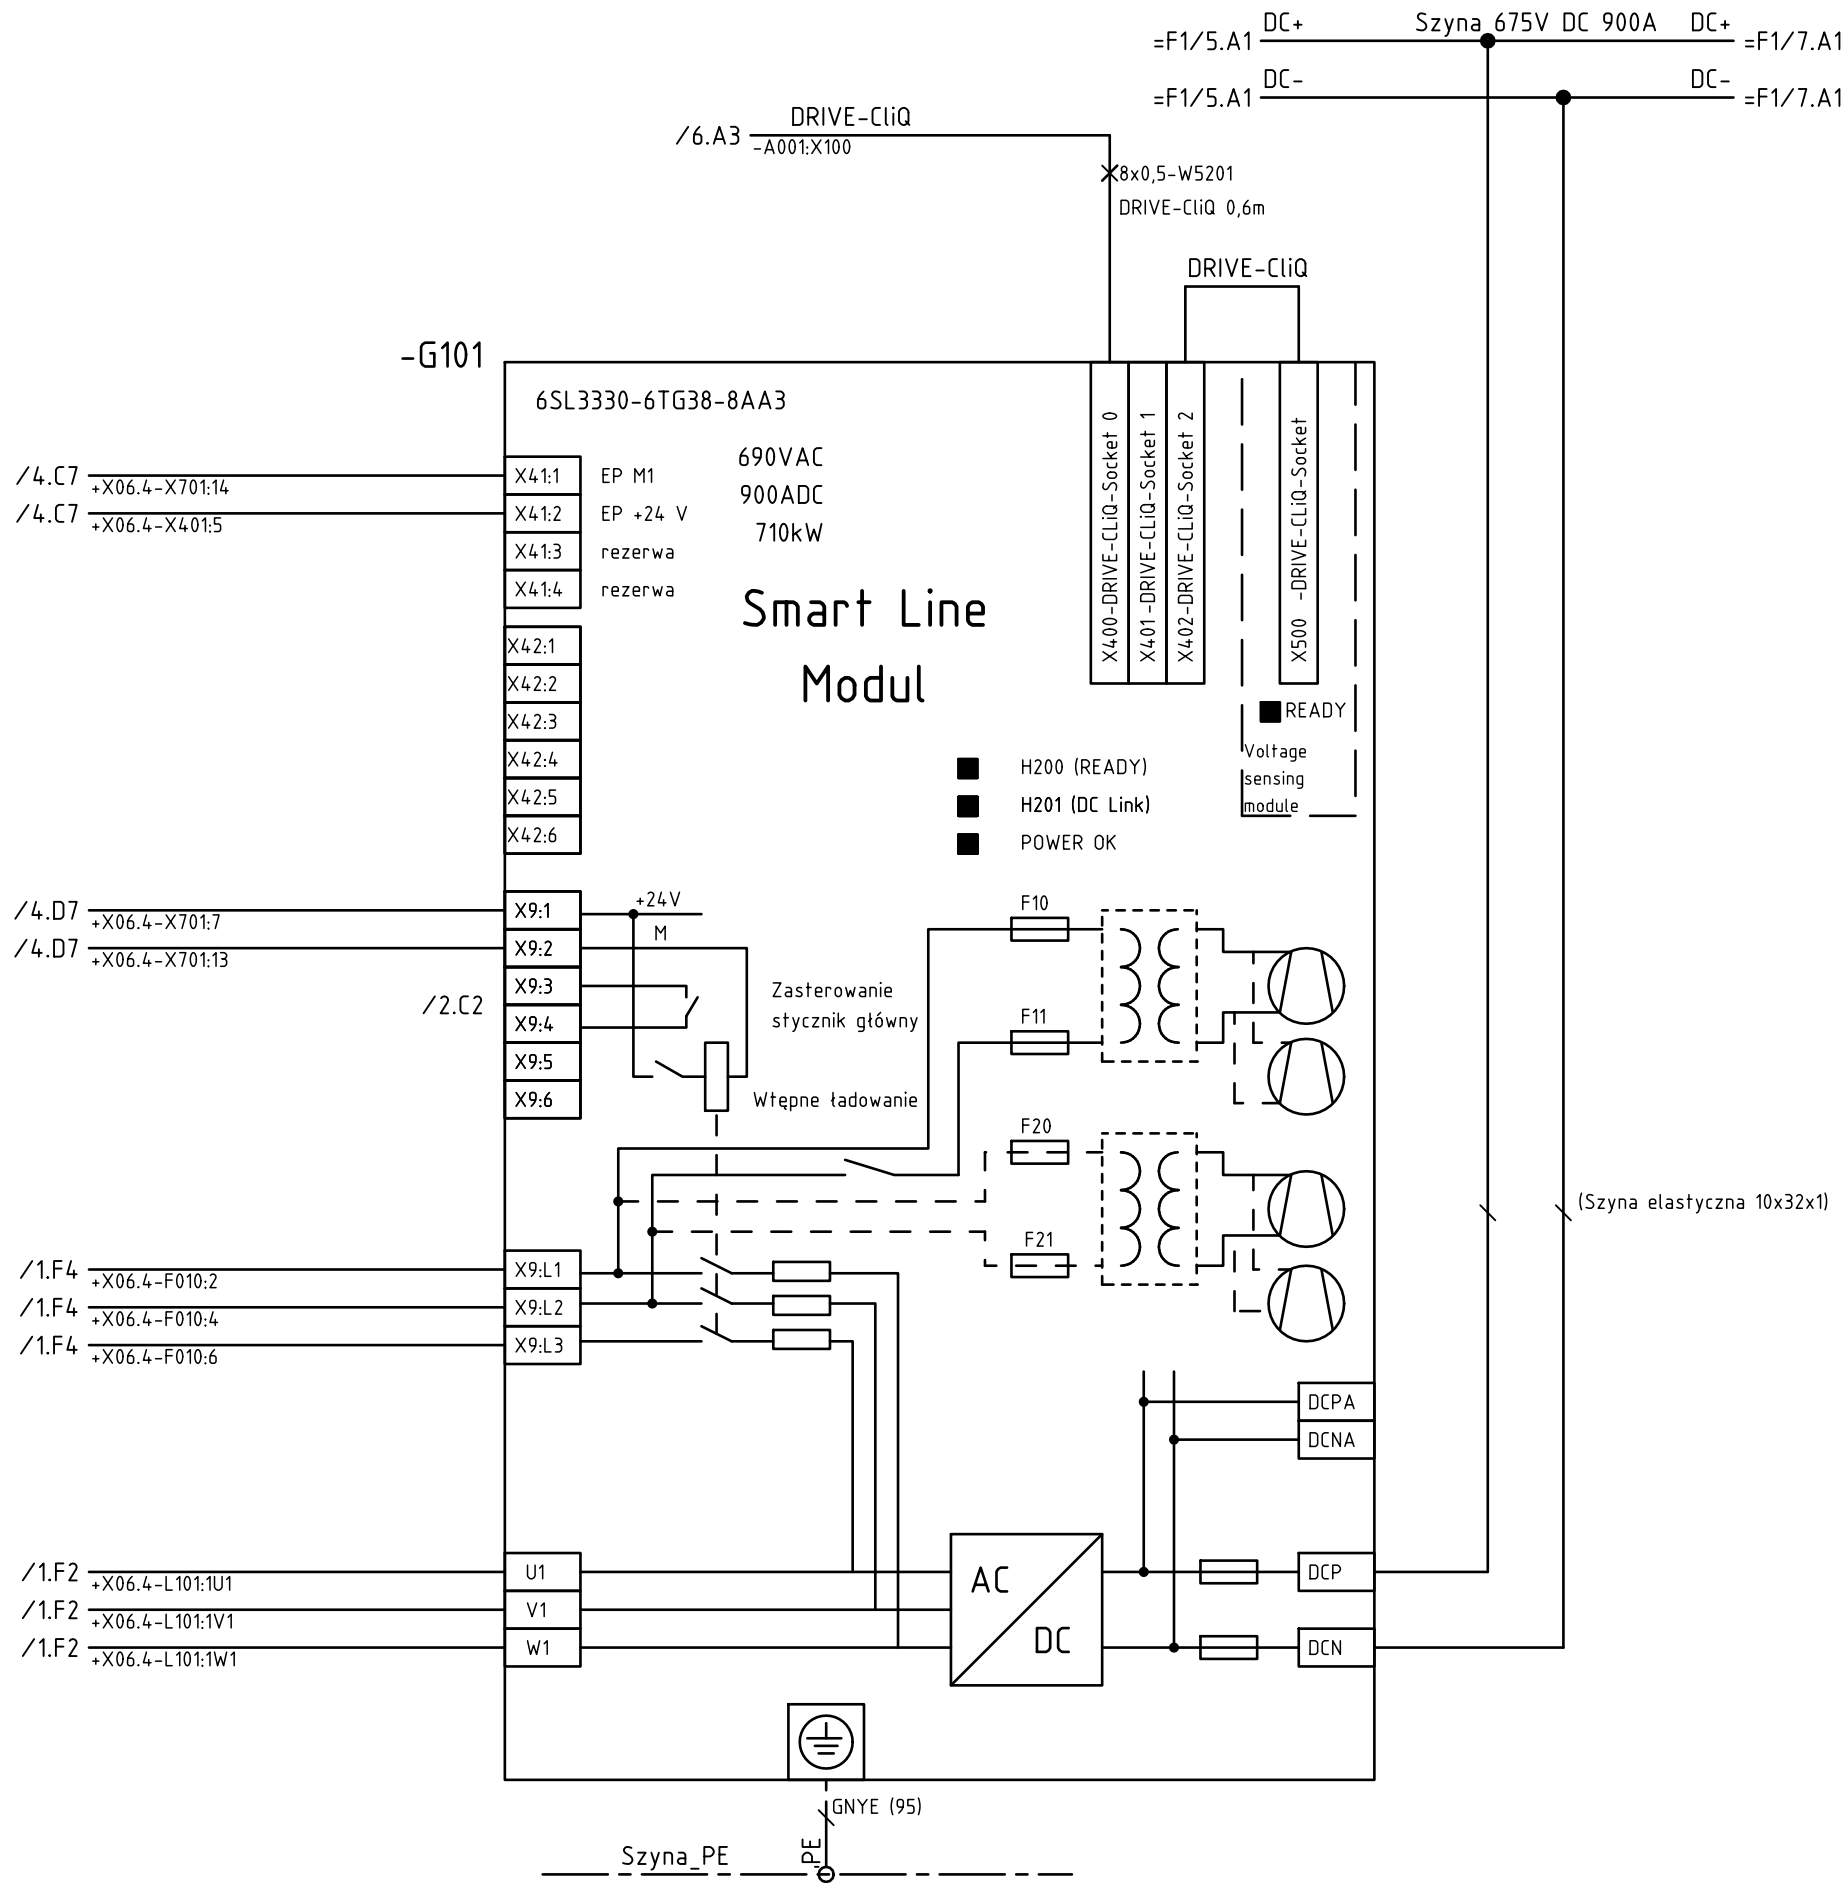 DC+ Szyna 675V DC 900A DC+
=F1/5.A1 =F1/7.A1
DC- DC-
=F1/5.A1 =F1/7.A1
DRIVE-CliQ
/6.A3
-A001:X100
8x0,5-W5201
DRIVE-CliQ 0,6m
DRIVE-CliQ
-G101
6SL3330-6TG38-8AA3
690VAC
900ADC
710kW
Smart Line
Modul
X400-DRIVE-CLiQ-Socket 0
X401-DRIVE-CLiQ-Socket 1
X402-DRIVE-CLiQ-Socket 2
X500 -DRIVE-CLiQ-Socket
READY
Voltage
sensing
module
H200 (READY)
H201 (DC Link)
POWER OK
/4.C7 X41:1 EP M1
+X06.4-X701:14
/4.C7 X41:2 EP +24 V
+X06.4-X401:5
X41:3 rezerwa
X41:4 rezerwa
X42:1
X42:2
X42:3
X42:4
X42:5
X42:6
+24V
/4.D7 X9:1
+X06.4-X701:7
M
/4.D7 X9:2
+X06.4-X701:13
X9:3
/2.C2
X9:4
X9:5
X9:6
Zasterowanie
stycznik główny
Wtępne ładowanie
F10
F11
F20
F21
(Szyna elastyczna 10x32x1)
/1.F4 X9:L1
+X06.4-F010:2
/1.F4 X9:L2
+X06.4-F010:4
/1.F4 X9:L3
+X06.4-F010:6
DCPA
DCNA
/1.F2 U1
+X06.4-L101:1U1
/1.F2 V1
+X06.4-L101:1V1
/1.F2 W1
+X06.4-L101:1W1
AC
DC
DCP
DCN
GNYE (95)
PE
Szyna_PE